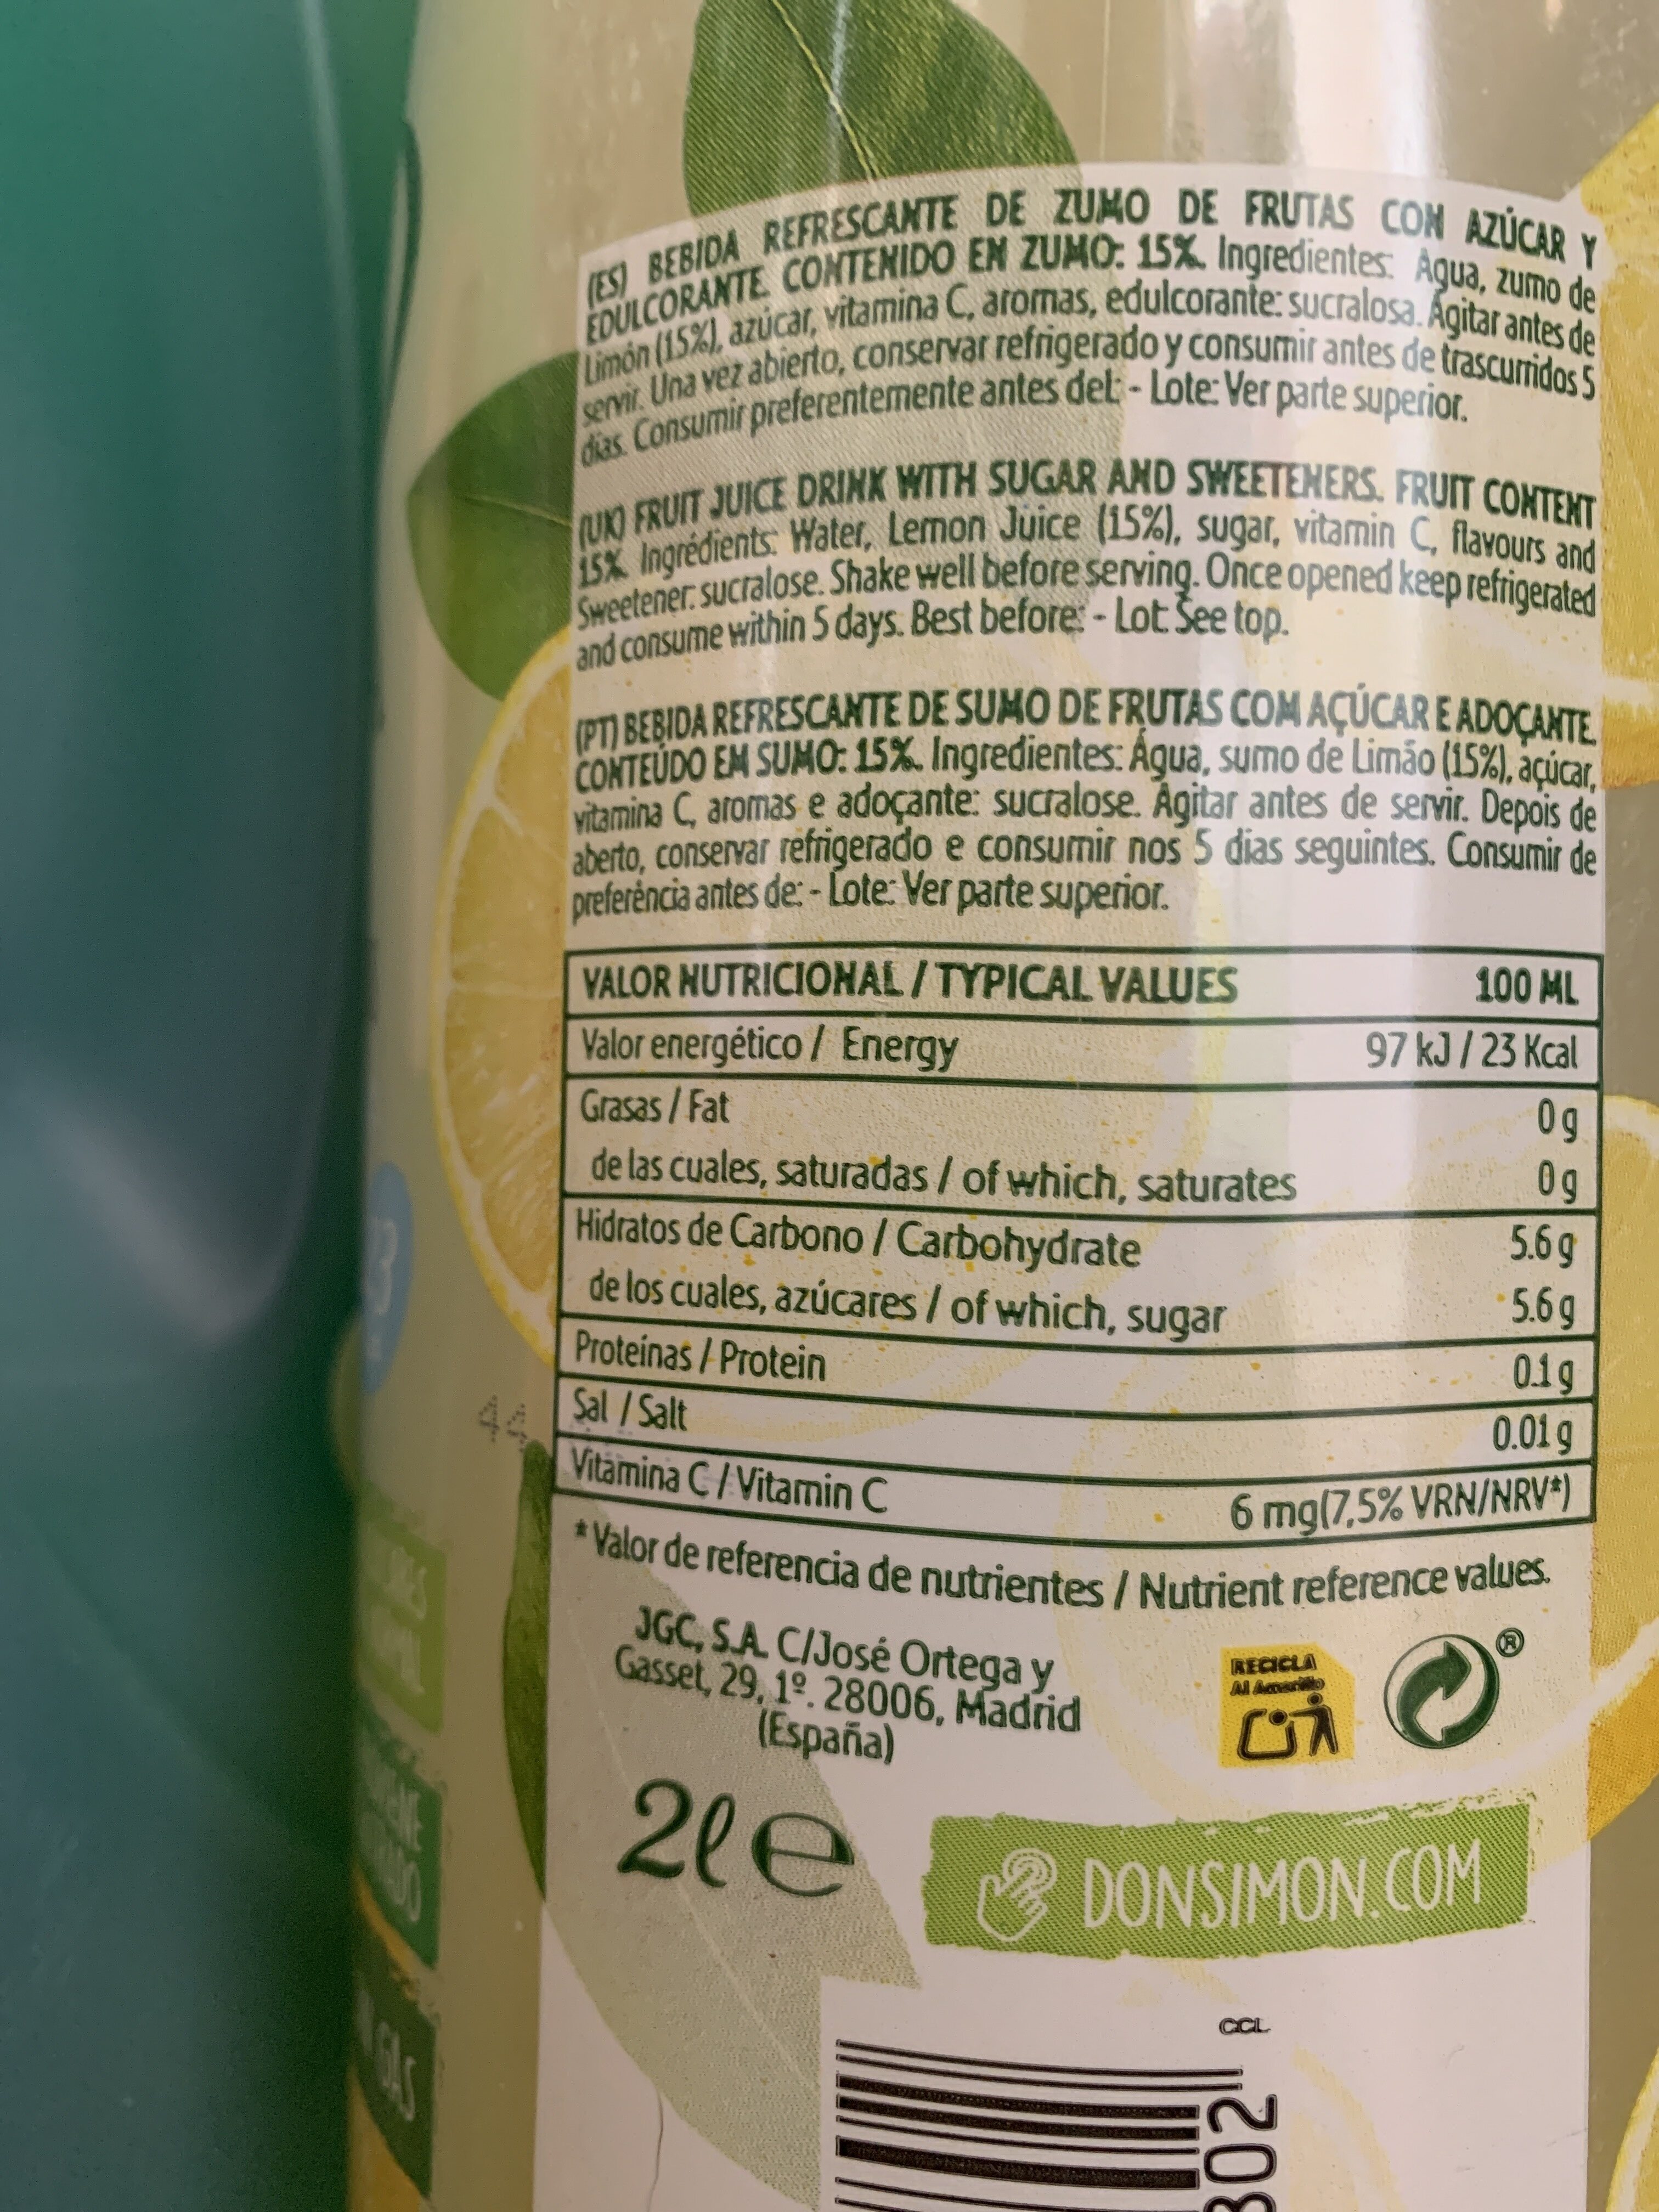 (ES) BEBIDA REFRESCANTE DE ZUMO DE FRUTAS CON AZÚCAR Y
EDULCORANTE. CONTENIDO EN ZUMO: 15%. Ingredientes: Agua, zumo de
Limón (15%), azúcar, vitamina C, aromas, edulcorante: sucralosa. Agitar antes de
servir. Una vez abierto, conservar refrigerado y consumir antes de trascurridos 5
días. Consumir preferentemente antes del: - Lote: Ver parte superior.
(UK) FRUIT JUICE DRINK WITH SUGAR AND SWEETENERS. FRUIT CONTENT
15%. Ingrédients: Water, Lemon Juice (15%), sugar, vitamin C, flavours and
Sweetener: sucralose. Shake well before serving. Once opened keep refrigerated
and consume within 5 days. Best before: - Lot: See top.
(PT) BEBIDA REFRESCANTE DE SUMO DE FRUTAS COM AÇÚCAR E ADOÇANTE.
CONTEÚDO EM SUMO: 15%. Ingredientes: Água, sumo de Limão (15%), açúcar,
vitamina C, aromas e adoçante: sucralose. Agitar antes de servir. Depois de
aberto, conservar refrigerado e consumir nos 5 dias seguintes. Consumir de
preferência antes de: - Lote: Ver parte superior.
VALOR NUTRICIONAL / TYPICAL VALUES 100 ML
Valor energético / Energy 97 kJ / 23 Kcal
Grasas / Fat 0 g
de las cuales, saturadas / of which, saturates 0 g
Hidratos de Carbono / Carbohydrate 5.6 g
de los cuales, azúcares / of which, sugar 5.6 g
Proteínas / Protein 0.1 g
Sal / Salt 0.01 g
Vitamina C / Vitamin C 6 mg(7,5% VRN/NRV*)
* Valor de referencia de nutrientes / Nutrient reference values.
JGC, S.A. C/José Ortega y
Gasset, 29, 1º. 28006, Madrid
(España)
RECICLA
Al Amarillo
®
2l e
DONSIMON.COM
CCL
302
44
GAS